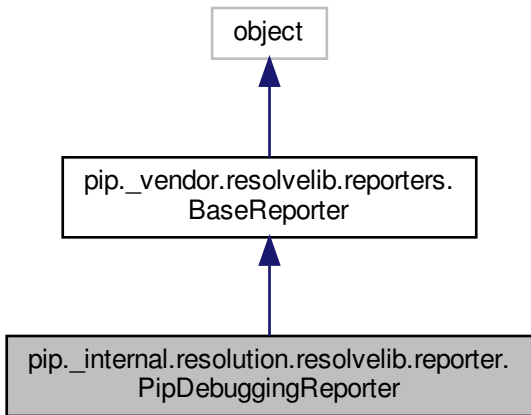 object
pip._vendor.resolvelib.reporters.
BaseReporter
pip._internal.resolution.resolvelib.reporter.
PipDebuggingReporter